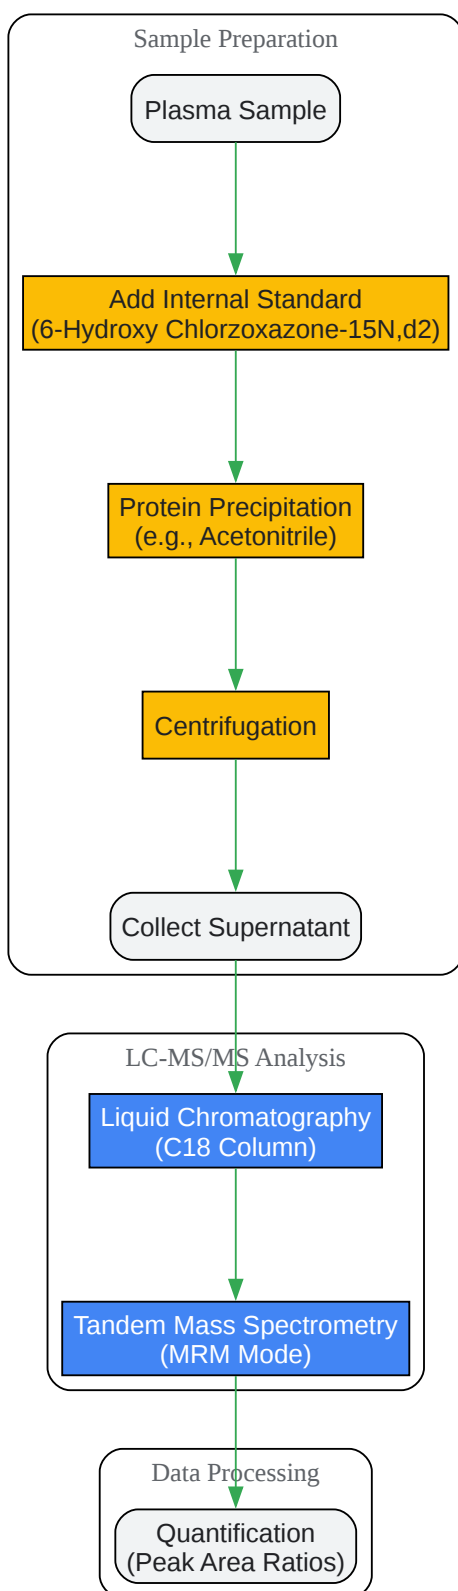 Sample Preparation
Plasma Sample
Add Internal Standard
(6-Hydroxy Chlorzoxazone-15N,d2)
Protein Precipitation
(e.g., Acetonitrile)
Centrifugation
Collect Supernatant
LC-MS/MS Analysis
Liquid Chromatography
(C18 Column)
Tandem Mass Spectrometry
(MRM Mode)
Data Processing
Quantification
(Peak Area Ratios)